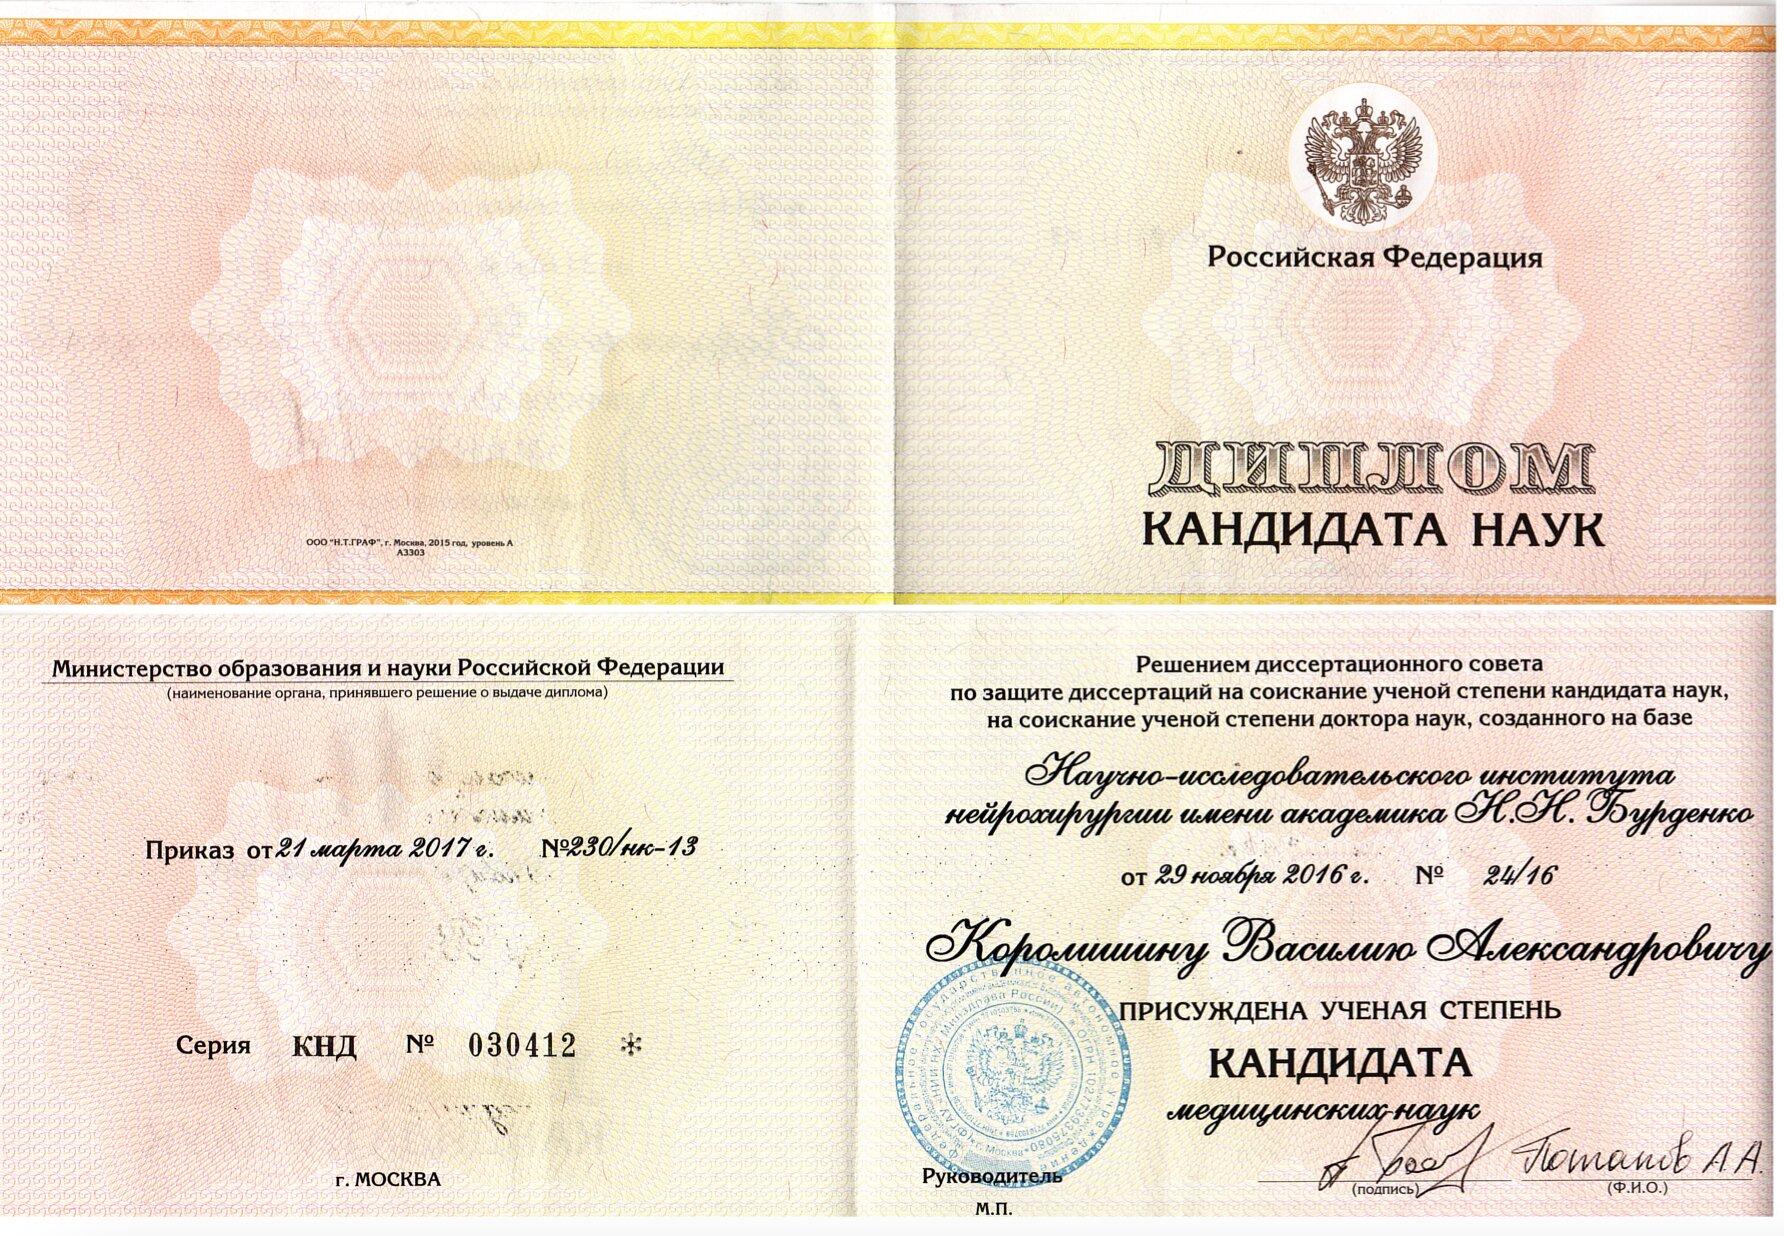 Российская Федерация
ДИПЛОМ
КАНДИДАТА НАУК
ООО "Н.Т.ГРАФ", г. Москва, 2015 год, уровень А
А3303
Министерство образования и науки Российской Федерации
(наименование органа, принявшего решение о выдаче диплома)
Приказ от 21 марта 2017 г. №230/нк-13
Серия КНД № 030412 *
г. МОСКВА
Решением диссертационного совета
по защите диссертаций на соискание ученой степени кандидата наук,
на соискание ученой степени доктора наук, созданного на базе
Научно-исследовательского института
нейрохирургии имени академика Н.Н. Бурденко
от 29 ноября 2016 г. № 24/16
Королишину Василию Александровичу
ПРИСУЖДЕНА УЧЕНАЯ СТЕПЕНЬ
КАНДИДАТА
медицинских наук
Руководитель
Потапов А.А.
(подпись)
(Ф.И.О.)
М.П.